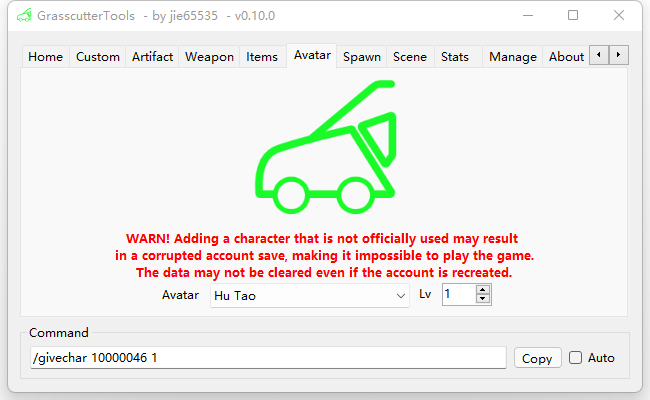 GrasscutterTools - by jie65535 - v0.10.0
Home Custom Artifact Weapon Items Avatar Spawn Scene Stats Manage About
WARN! Adding a character that is not officially used may result
in a corrupted account save, making it impossible to play the game.
The data may not be cleared even if the account is recreated.
Avatar Hu Tao Lv 1
Command
/givechar 10000046 1 Copy Auto